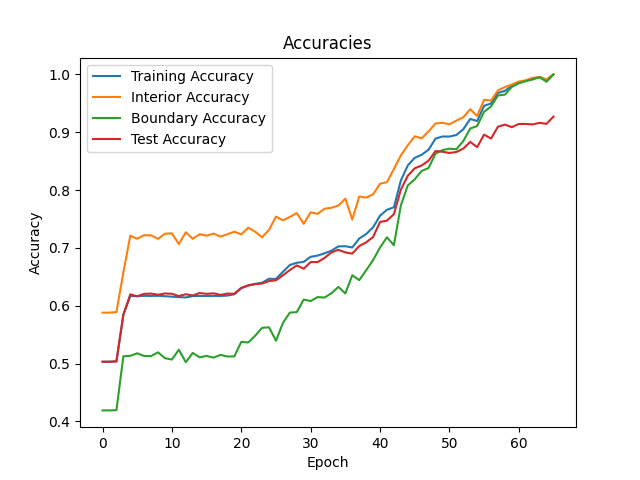 Accuracies
Training Accuracy
Interior Accuracy
Boundary Accuracy
Test Accuracy
1.0
0.9
0.8
0.7
0.6
0.5
0.4
Accuracy
0 10 20 30 40 50 60
Epoch